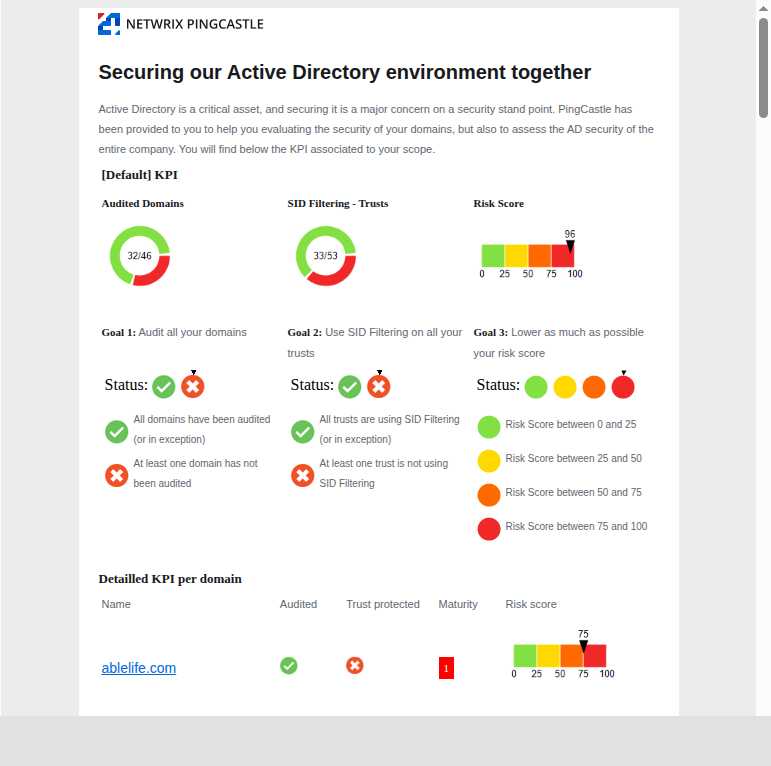 NETWRIX PINGCASTLE
Securing our Active Directory environment together
Active Directory is a critical asset, and securing it is a major concern on a security stand point. PingCastle has
been provided to you to help you evaluating the security of your domains, but also to assess the AD security of the
entire company. You will find below the KPI associated to your scope.
[Default] KPI
Audited Domains SID Filtering - Trusts Risk Score
96
32/46 33/53
0 25 50 75 100
Goal 1: Audit all your domains
Goal 2: Use SID Filtering on all your
trusts
Goal 3: Lower as much as possible
your risk score
Status: Status: Status:
All domains have been audited
(or in exception)
At least one domain has not
been audited
All trusts are using SID Filtering
(or in exception)
At least one trust is not using
SID Filtering
Risk Score between 0 and 25
Risk Score between 25 and 50
Risk Score between 50 and 75
Risk Score between 75 and 100
Detailled KPI per domain
Name Audited Trust protected Maturity Risk score
75
ablelife.com 1
0 25 50 75 100